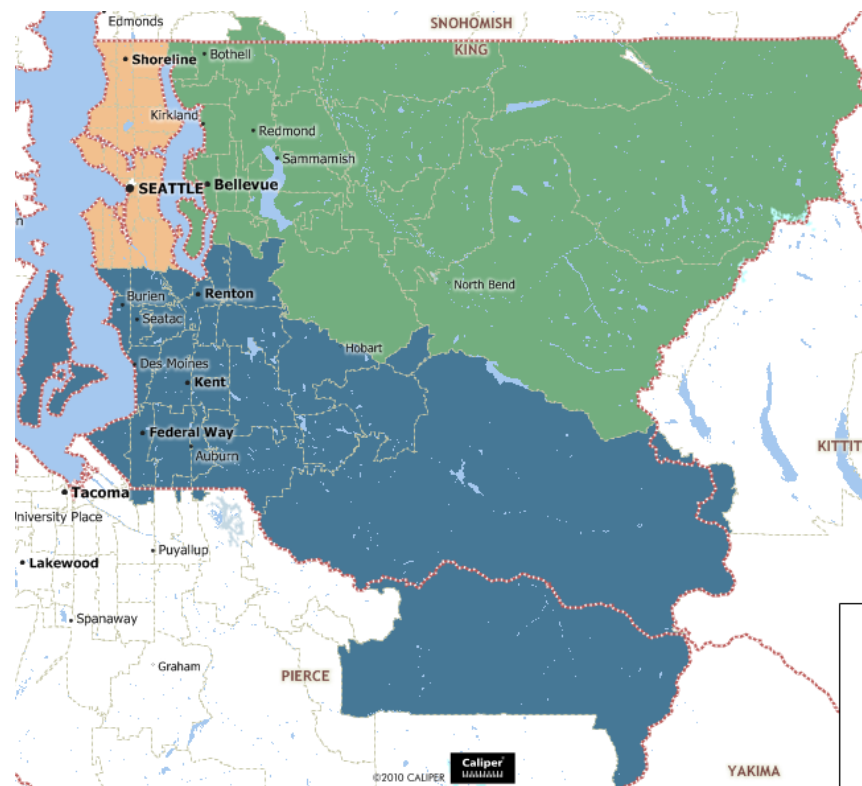 Edmonds
SNOHOMISH
KING
Shoreline
Bothell
Kirkland
Redmond
Sammamish
SEATTLE
Bellevue
North Bend
Burien
Renton
Seatac
Hobart
Des Moines
Kent
Federal Way
Auburn
KITTIT
Tacoma
University Place
Puyallup
Lakewood
Spanaway
Graham
PIERCE
YAKIMA
©2010 CALIPER
Caliper